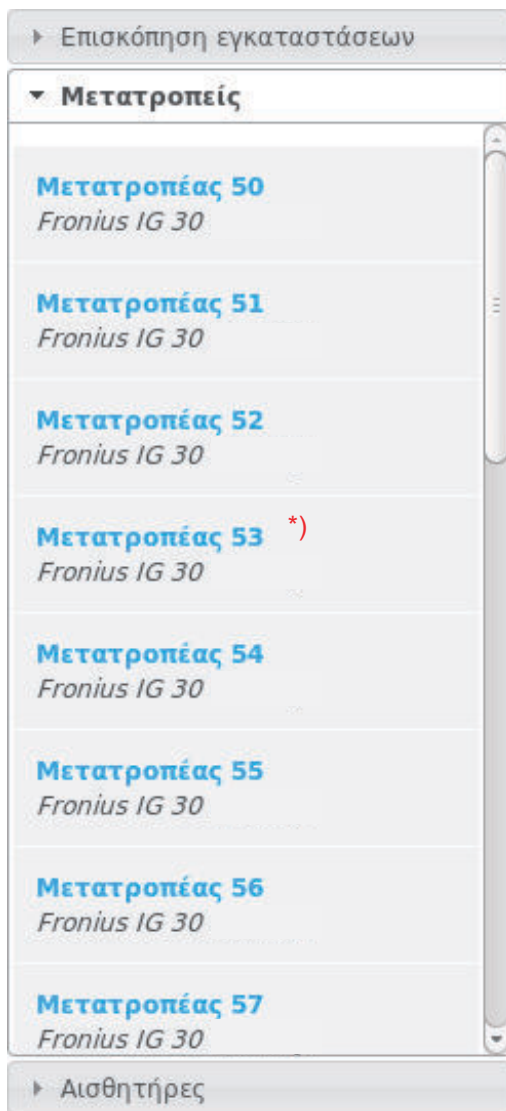 Επισκόπηση εγκαταστάσεων
Μετατροπείς
Μετατροπέας 50
Fronius IG 30
Μετατροπέας 51
Fronius IG 30
Μετατροπέας 52
Fronius IG 30
Μετατροπέας 53 *)
Fronius IG 30
Μετατροπέας 54
Fronius IG 30
Μετατροπέας 55
Fronius IG 30
Μετατροπέας 56
Fronius IG 30
Μετατροπέας 57
Fronius IG 30
Αισθητήρες